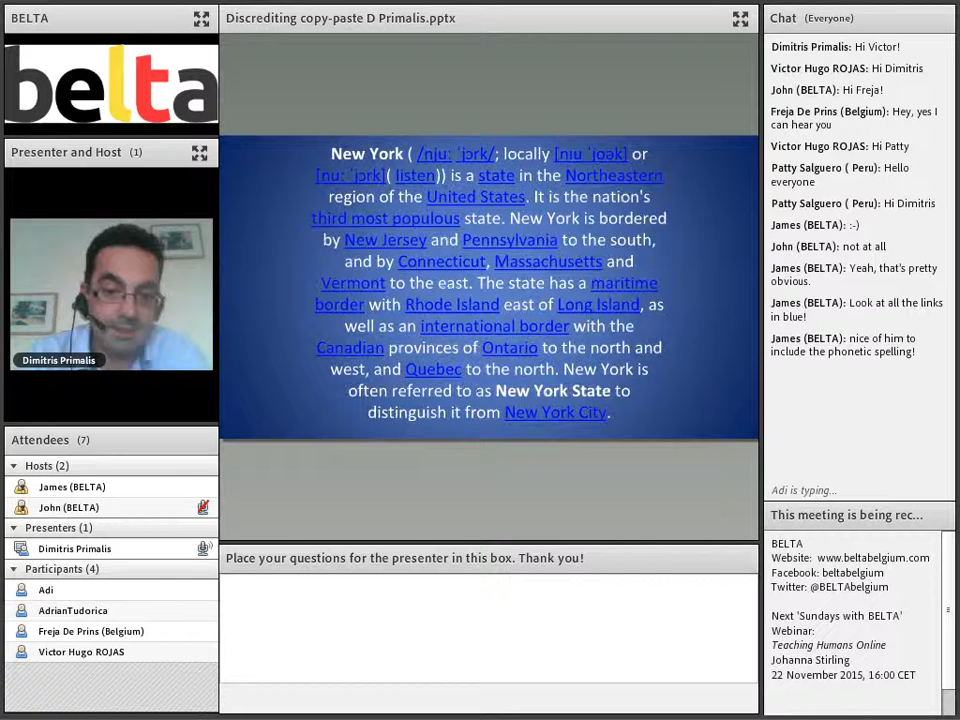 BELTA
belta
Presenter and Host (1)
Dimitris Primalis
Attendees (7)
Hosts (2)
James (BELTA)
John (BELTA)
Presenters (1)
Dimitris Primalis
Participants (4)
Adi
AdrianTudorica
Freja De Prins (Belgium)
Victor Hugo ROJAS
Discrediting copy-paste D Primalis.pptx
New York ( /njuː ˈjɔrk/; locally [nɪu ˈjoək] or
[nuː ˈjɔrk]( listen)) is a state in the Northeastern
region of the United States. It is the nation's
third most populous state. New York is bordered
by New Jersey and Pennsylvania to the south,
and by Connecticut, Massachusetts and
Vermont to the east. The state has a maritime
border with Rhode Island east of Long Island, as
well as an international border with the
Canadian provinces of Ontario to the north and
west, and Quebec to the north. New York is
often referred to as New York State to
distinguish it from New York City.
Place your questions for the presenter in this box. Thank you!
Chat (Everyone)
Dimitris Primalis: Hi Victor!
Victor Hugo ROJAS: Hi Dimitris
John (BELTA): Hi Freja!
Freja De Prins (Belgium): Hey, yes I
can hear you
Victor Hugo ROJAS: Hi Patty
Patty Salguero ( Peru): Hello
everyone
Patty Salguero ( Peru): Hi Dimitris
James (BELTA): :-)
John (BELTA): not at all
James (BELTA): Yeah, that's pretty
obvious.
James (BELTA): Look at all the links
in blue!
James (BELTA): nice of him to
include the phonetic spelling!
Adi is typing...
This meeting is being rec...
BELTA
Website: www.beltabelgium.com
Facebook: beltabelgium
Twitter: @BELTAbelgium
Next 'Sundays with BELTA'
Webinar:
Teaching Humans Online
Johanna Stirling
22 November 2015, 16:00 CET